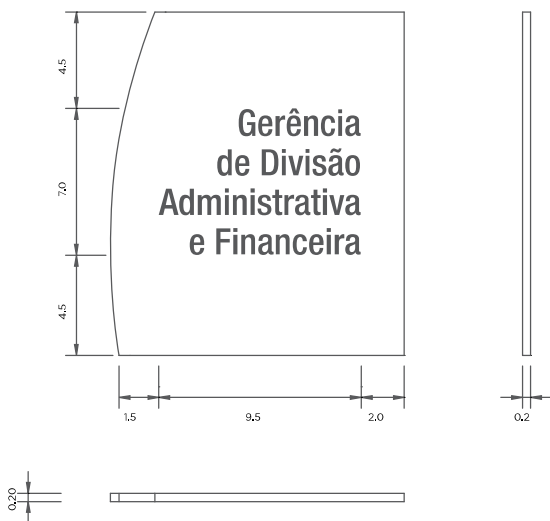 4.5
Gerência
de Divisão
7.0
Administrativa
e Financeira
4.5
1.5 9.5 2.0 0.2
0.20